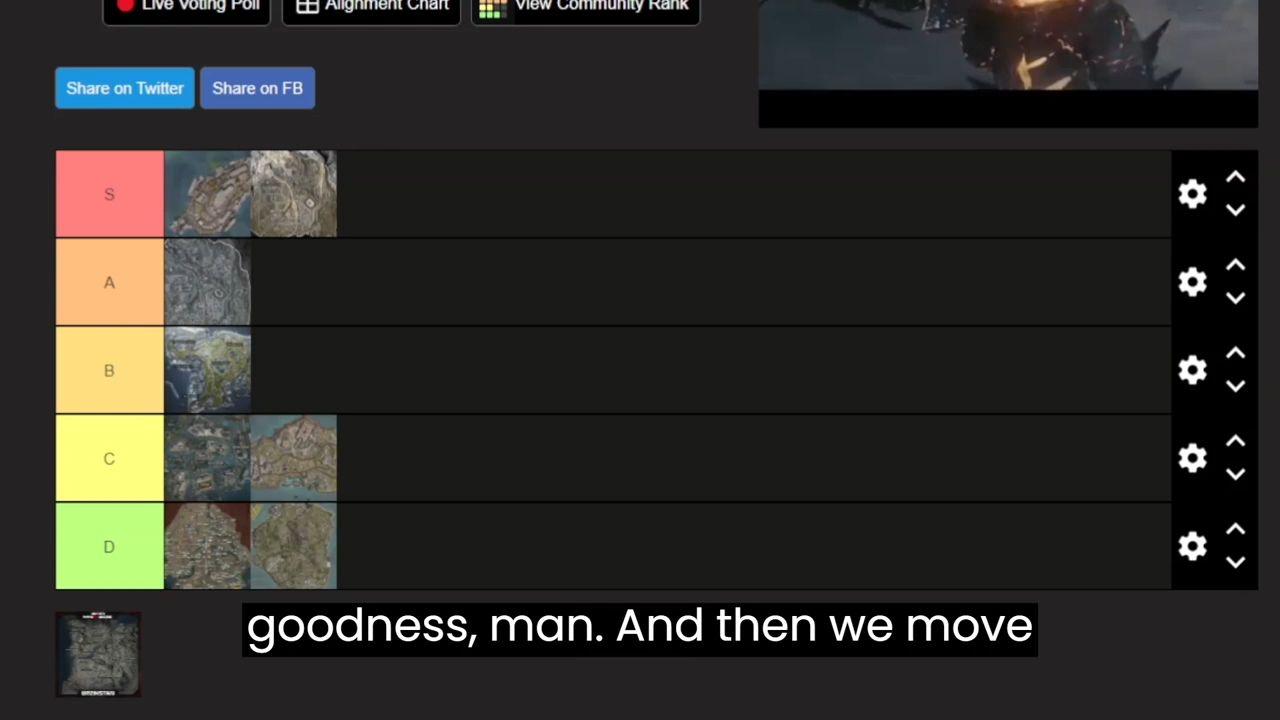 Live Voting Poll
Alignment Chart
View Community Rank
Share on Twitter
Share on FB
S
A
B
C
D
goodness, man. And then we move